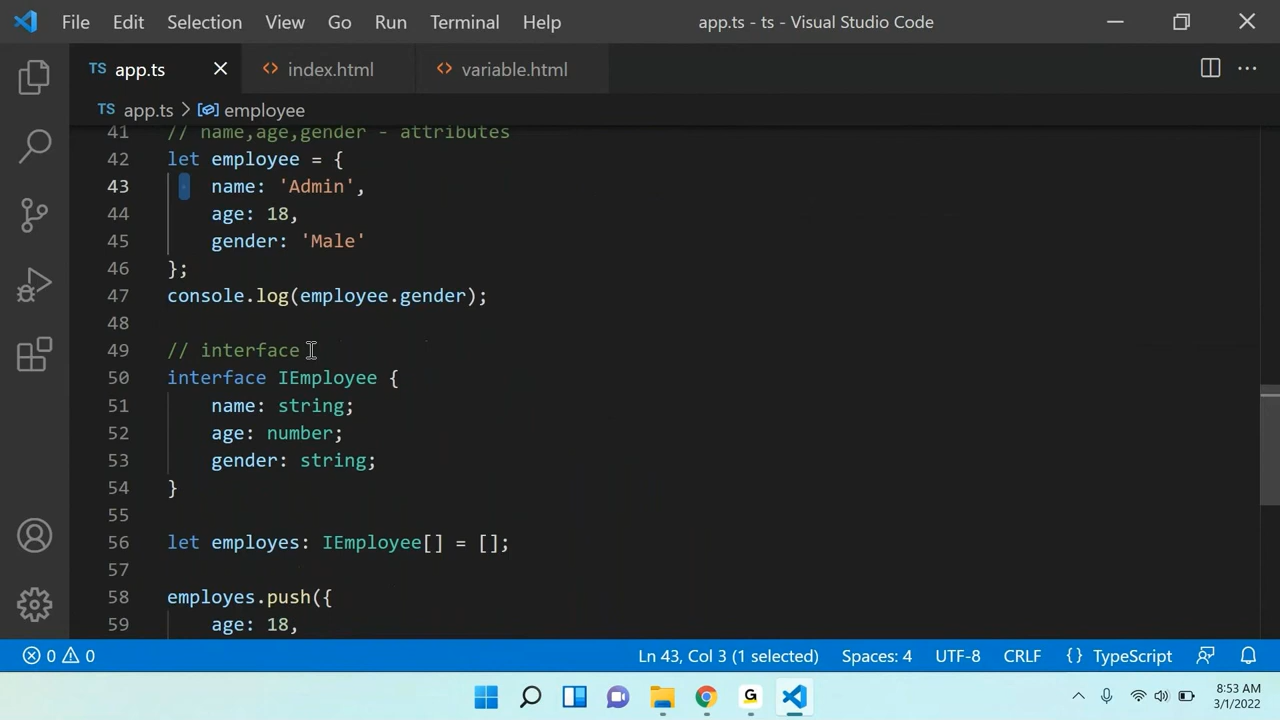 File Edit Selection View Go Run Terminal Help app.ts - ts - Visual Studio Code
TS app.ts index.html variable.html
TS app.ts > employee
41 // name,age,gender - attributes
42 let employee = {
43 name: 'Admin',
44 age: 18,
45 gender: 'Male'
46 };
47 console.log(employee.gender);
48
49 // interface
50 interface IEmployee {
51 name: string;
52 age: number;
53 gender: string;
54 }
55
56 let employes: IEmployee[] = [];
57
58 employes.push({
59 age: 18,
0 0 Ln 43, Col 3 (1 selected) Spaces: 4 UTF-8 CRLF {} TypeScript
G 8:53 AM
3/1/2022